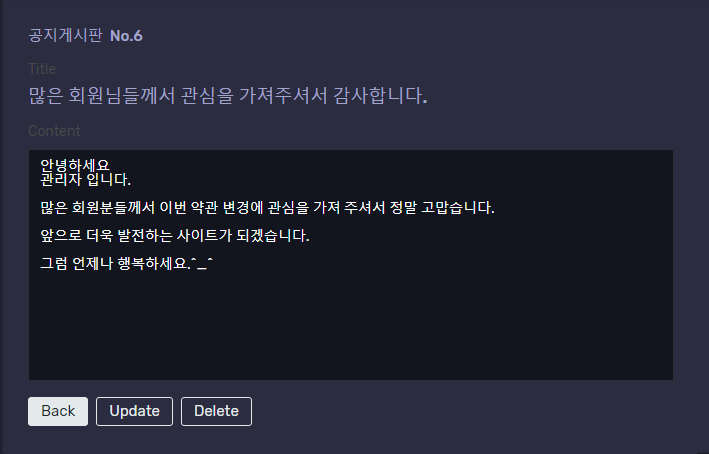 공지게시판 No.6
Title
많은 회원님들께서 관심을 가져주셔서 감사합니다.
Content
안녕하세요
관리자 입니다.
많은 회원분들께서 이번 약관 변경에 관심을 가져 주셔서 정말 고맙습니다.
앞으로 더욱 발전하는 사이트가 되겠습니다.
그럼 언제나 행복하세요.^_^
Back Update Delete